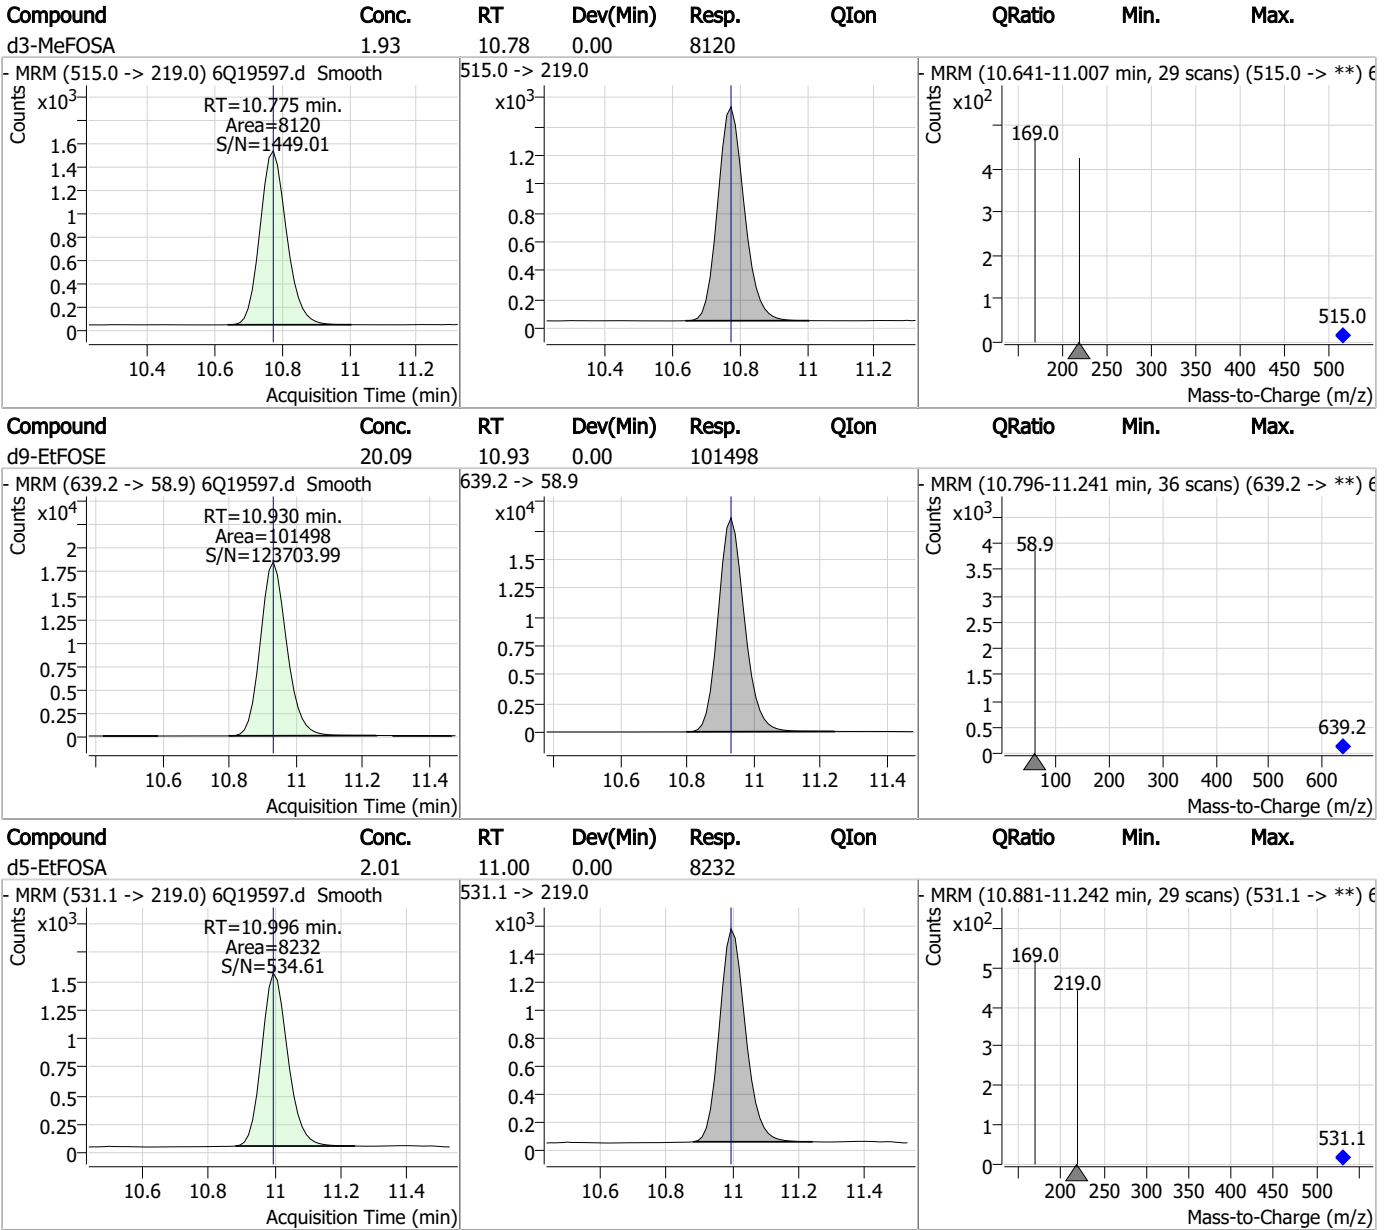 Compound Conc. RT Dev(Min) Resp. QIon QRatio Min. Max.
d3-MeFOSA 1.93 10.78 0.00 8120
- MRM (515.0 -> 219.0) 6Q19597.d Smooth
RT=10.775 min.
Area=8120
S/N=1449.01
Counts
x10³
1.6
1.4
1.2
1
0.8
0.6
0.4
0.2
0
10.4 10.6 10.8 11 11.2
Acquisition Time (min)
515.0 -> 219.0
x10³
1.2
1
0.8
0.6
0.4
0.2
0
10.4 10.6 10.8 11 11.2
- MRM (10.641-11.007 min, 29 scans) (515.0 -> **) 6
Counts
x10²
169.0
4
3
2
1
0
515.0
200 250 300 350 400 450 500
Mass-to-Charge (m/z)
Compound Conc. RT Dev(Min) Resp. QIon QRatio Min. Max.
d9-EtFOSE 20.09 10.93 0.00 101498
- MRM (639.2 -> 58.9) 6Q19597.d Smooth
RT=10.930 min.
Area=101498
S/N=123703.99
Counts
x10⁴
2
1.75
1.5
1.25
1
0.75
0.5
0.25
0
10.6 10.8 11 11.2 11.4
Acquisition Time (min)
639.2 -> 58.9
x10⁴
1.5
1.25
1
0.75
0.5
0.25
0
10.6 10.8 11 11.2 11.4
- MRM (10.796-11.241 min, 36 scans) (639.2 -> **) 6
Counts
x10³
58.9
4
3.5
3
2.5
2
1.5
1
0.5
0
639.2
100 200 300 400 500 600
Mass-to-Charge (m/z)
Compound Conc. RT Dev(Min) Resp. QIon QRatio Min. Max.
d5-EtFOSA 2.01 11.00 0.00 8232
- MRM (531.1 -> 219.0) 6Q19597.d Smooth
RT=10.996 min.
Area=8232
S/N=534.61
Counts
x10³
1.5
1.25
1
0.75
0.5
0.25
0
10.6 10.8 11 11.2 11.4
Acquisition Time (min)
531.1 -> 219.0
x10³
1.4
1.2
1
0.8
0.6
0.4
0.2
0
10.6 10.8 11 11.2 11.4
- MRM (10.881-11.242 min, 29 scans) (531.1 -> **) 6
Counts
x10²
169.0
219.0
5
4
3
2
1
0
531.1
200 250 300 350 400 450 500
Mass-to-Charge (m/z)